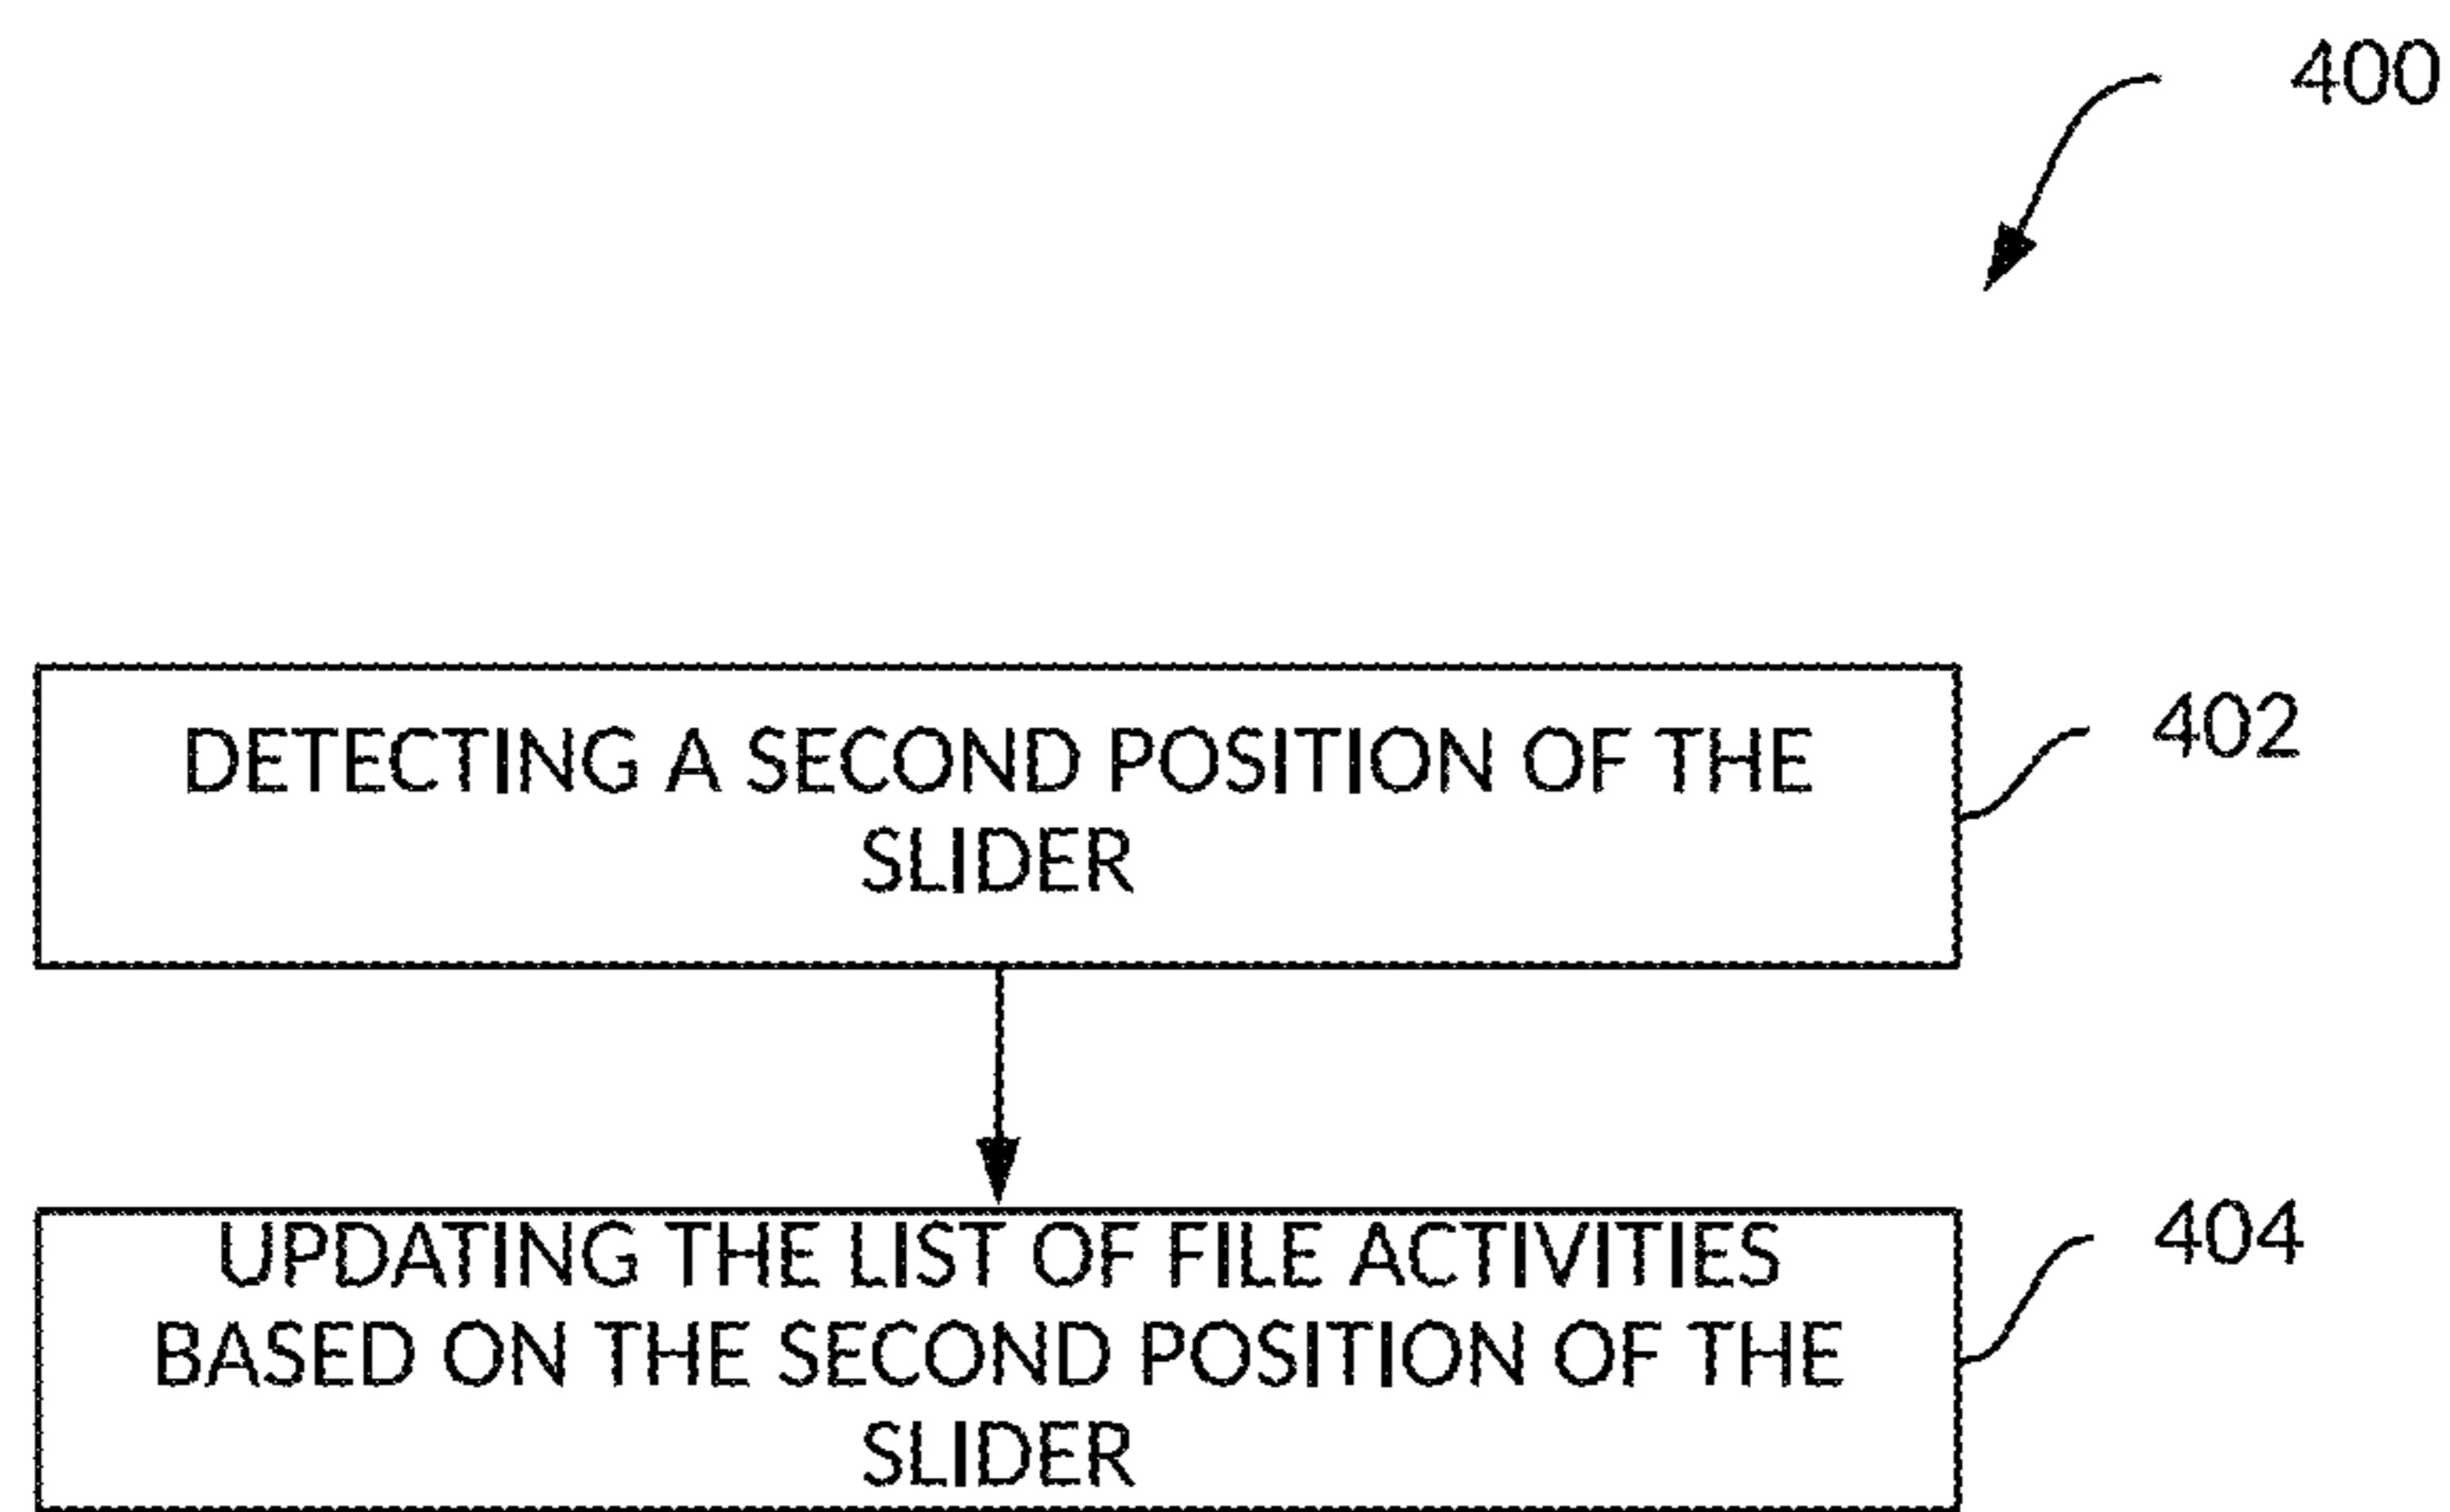 400
DETECTING A SECOND POSITION OF THE
SLIDER
402
UPDATING THE LIST OF FILE ACTIVITIES
BASED ON THE SECOND POSITION OF THE
SLIDER
404